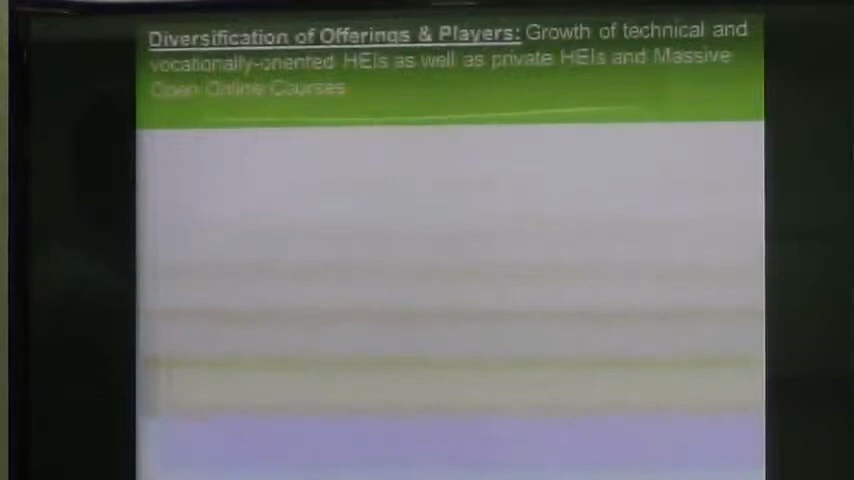 Diversification of Offerings & Players: Growth of technical and
vocationally-oriented HEIs as well as private HEIs and Massive
Open Online Courses